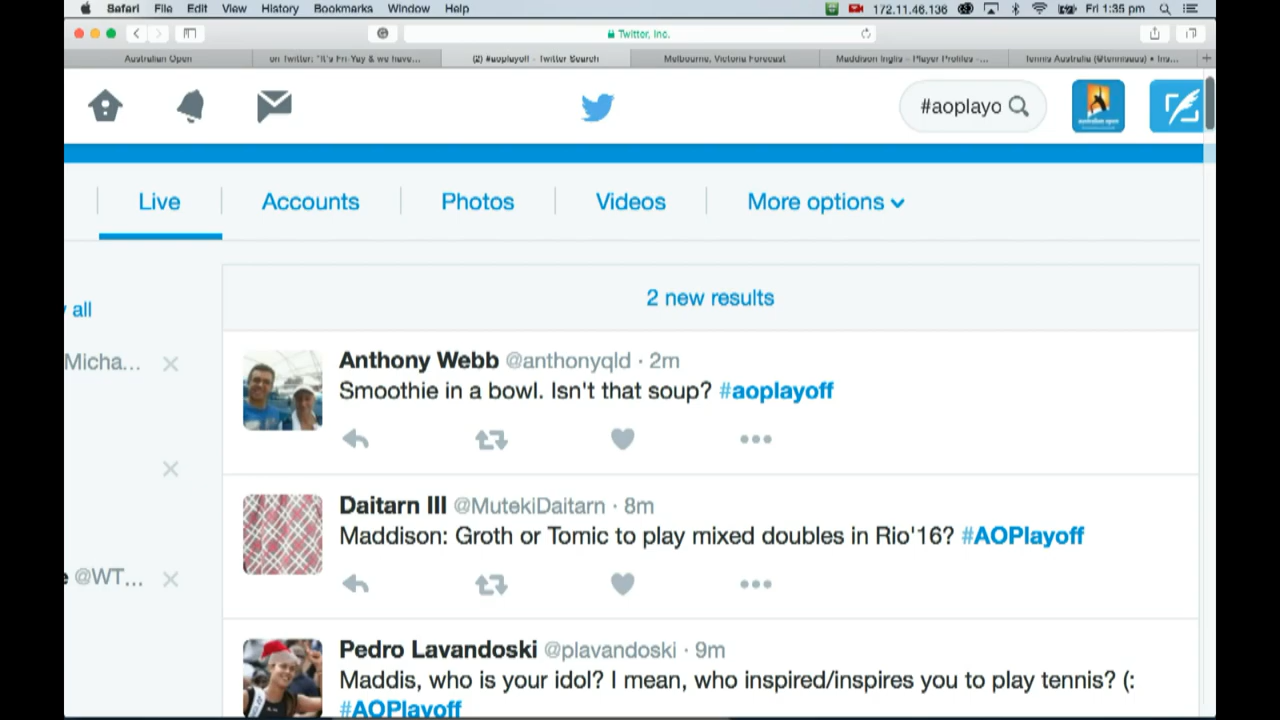 Safari File Edit View History Bookmarks Window Help 172.11.46.136 Fri 1:35 pm
Twitter, Inc.
Australian Open on Twitter: "It's Fri-Yay & we have... (2) #aoplayoff - Twitter Search Melbourne, Victoria Forecast Maddison Inglis - Player Profiles -... Tennis Australia (@tennisaus) • Ins...
#aoplayo
Live Accounts Photos Videos More options
all
2 new results
Micha...
Anthony Webb @anthonyqld · 2m
Smoothie in a bowl. Isn't that soup? #aoplayoff
Daitarn III @MutekiDaitarn · 8m
Maddison: Groth or Tomic to play mixed doubles in Rio'16? #AOPlayoff
@WT...
Pedro Lavandoski @plavandoski · 9m
Maddis, who is your idol? I mean, who inspired/inspires you to play tennis? (:
#AOPlayoff